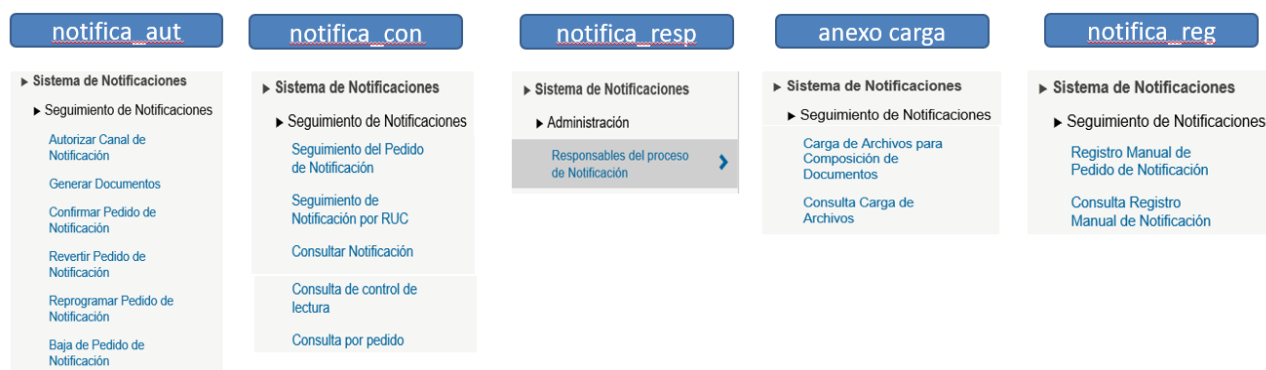 notifica_aut
Sistema de Notificaciones
Seguimiento de Notificaciones
Autorizar Canal de
Notificación
Generar Documentos
Confirmar Pedido de
Notificación
Revertir Pedido de
Notificación
Reprogramar Pedido de
Notificación
Baja de Pedido de
Notificación
notifica_con
Sistema de Notificaciones
Seguimiento de Notificaciones
Seguimiento del Pedido
de Notificación
Seguimiento de
Notificación por RUC
Consultar Notificación
Consulta de control de
lectura
Consulta por pedido
notifica_resp
Sistema de Notificaciones
Administración
Responsables del proceso
de Notificación
anexo carga
Sistema de Notificaciones
Seguimiento de Notificaciones
Carga de Archivos para
Composición de
Documentos
Consulta Carga de
Archivos
notifica_reg
Sistema de Notificaciones
Seguimiento de Notificaciones
Registro Manual de
Pedido de Notificación
Consulta Registro
Manual de Notificación